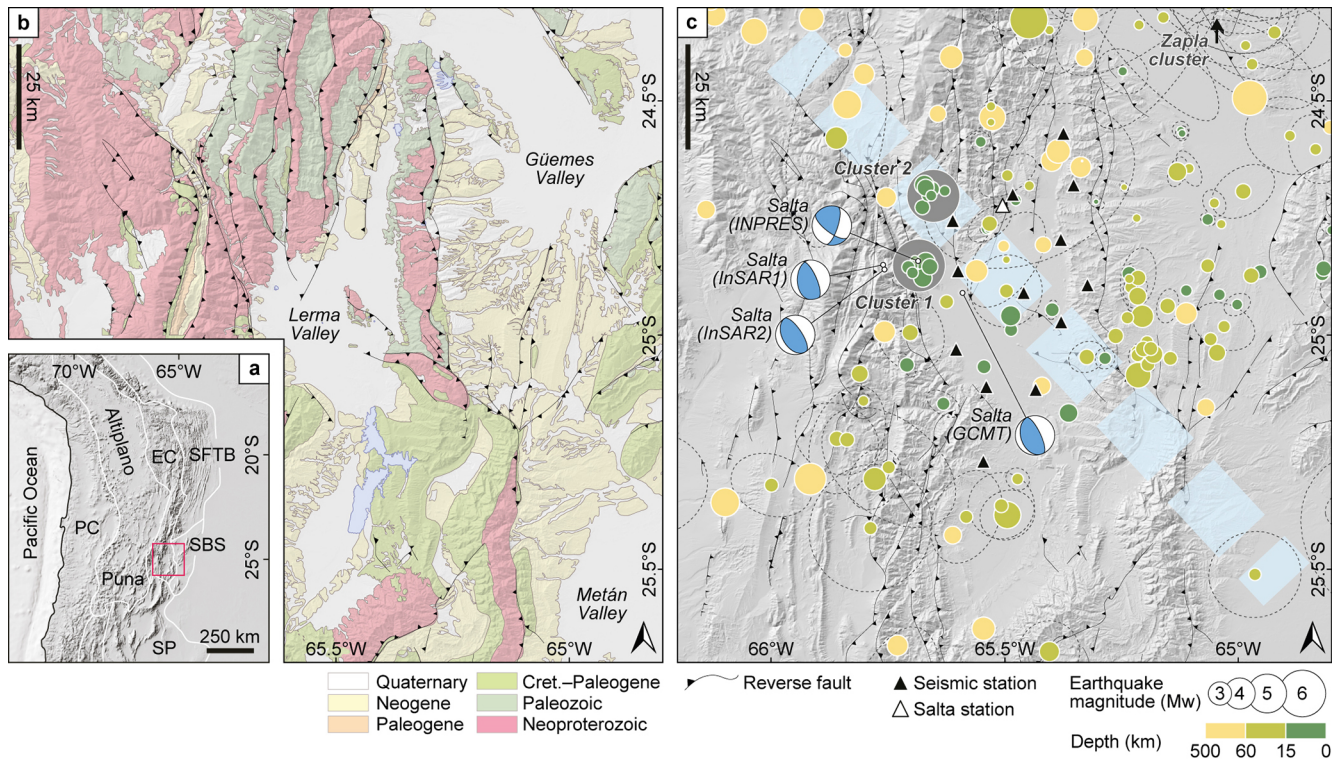 b
25 km
24.5°S
Güemes
Valley
Lerma
Valley
25°S
25.5°S
Metán
Valley
65.5°W
65°W
a
70°W
65°W
Altiplano
EC
SFTB
20°S
Pacific Ocean
PC
SBS
Puna
25°S
SP
250 km
c
25 km
Zapla
cluster
24.5°S
Cluster 2
Salta
(INPRES)
Salta
(InSAR1)
Cluster 1
Salta
(InSAR2)
25°S
Salta
(GCMT)
25.5°S
66°W
65.5°W
65°W
Quaternary
Neogene
Paleogene
Cret.–Paleogene
Paleozoic
Neoproterozoic
Reverse fault
Seismic station
Salta station
Earthquake
magnitude (Mw)
3 4 5 6
Depth (km)
500 60 15 0